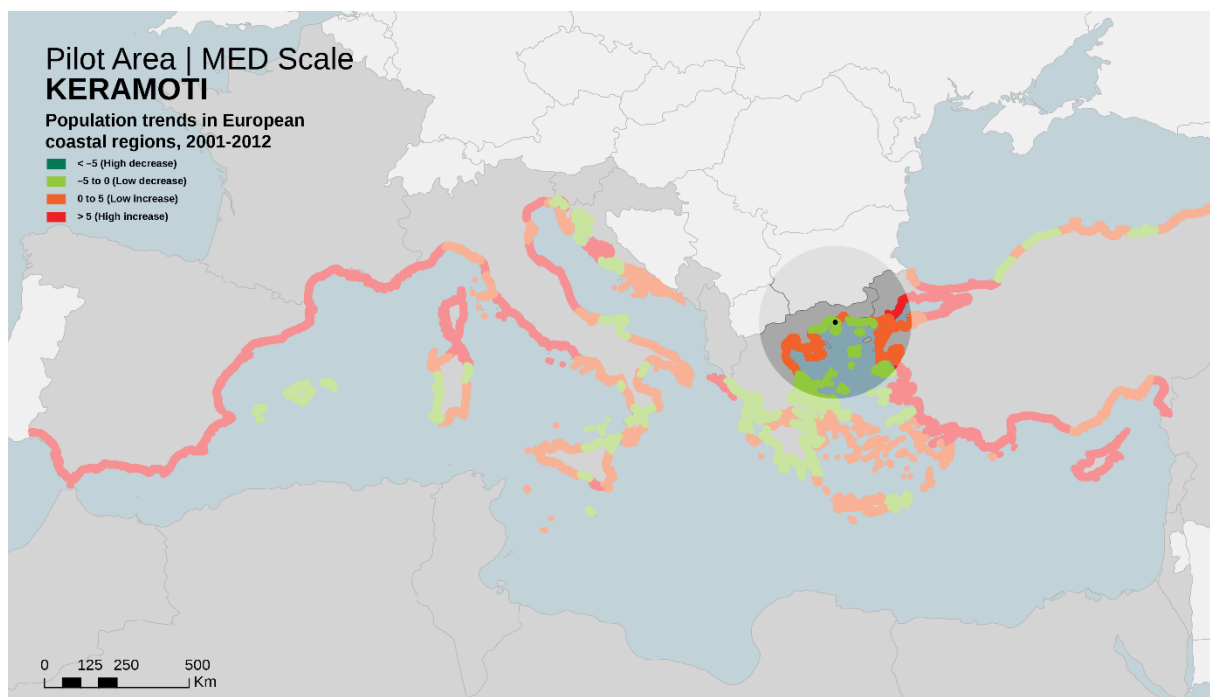 Pilot Area | MED Scale
KERAMOTI
Population trends in European
coastal regions, 2001-2012
< –5 (High decrease)
–5 to 0 (Low decrease)
0 to 5 (Low increase)
> 5 (High increase)
0 125 250 500
Km